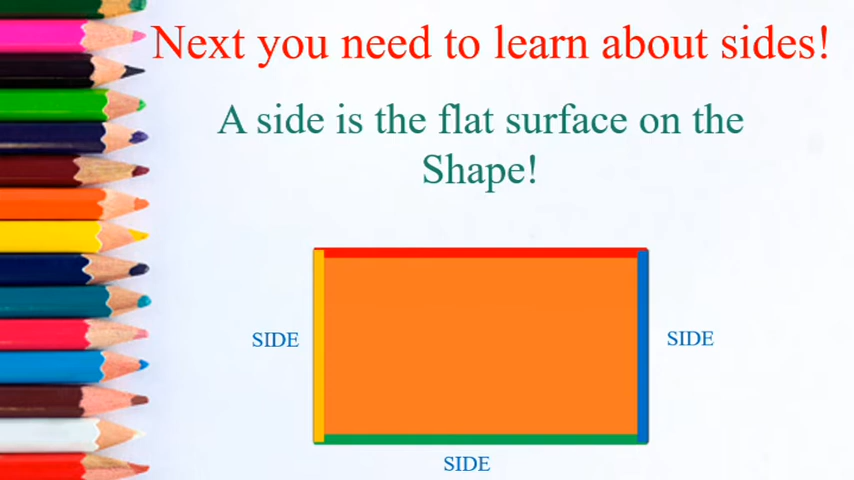 Next you need to learn about sides!
A side is the flat surface on the
Shape!
SIDE
SIDE
SIDE